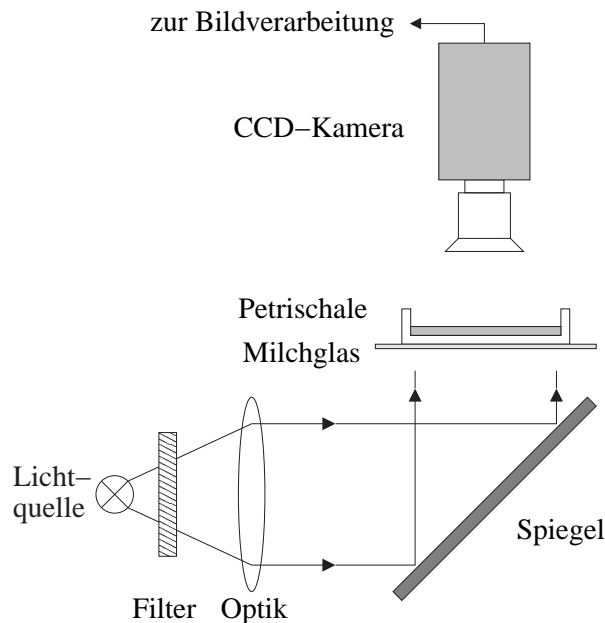 zur Bildverarbeitung
CCD−Kamera
Petrischale
Milchglas
Licht−
quelle
Spiegel
Filter Optik